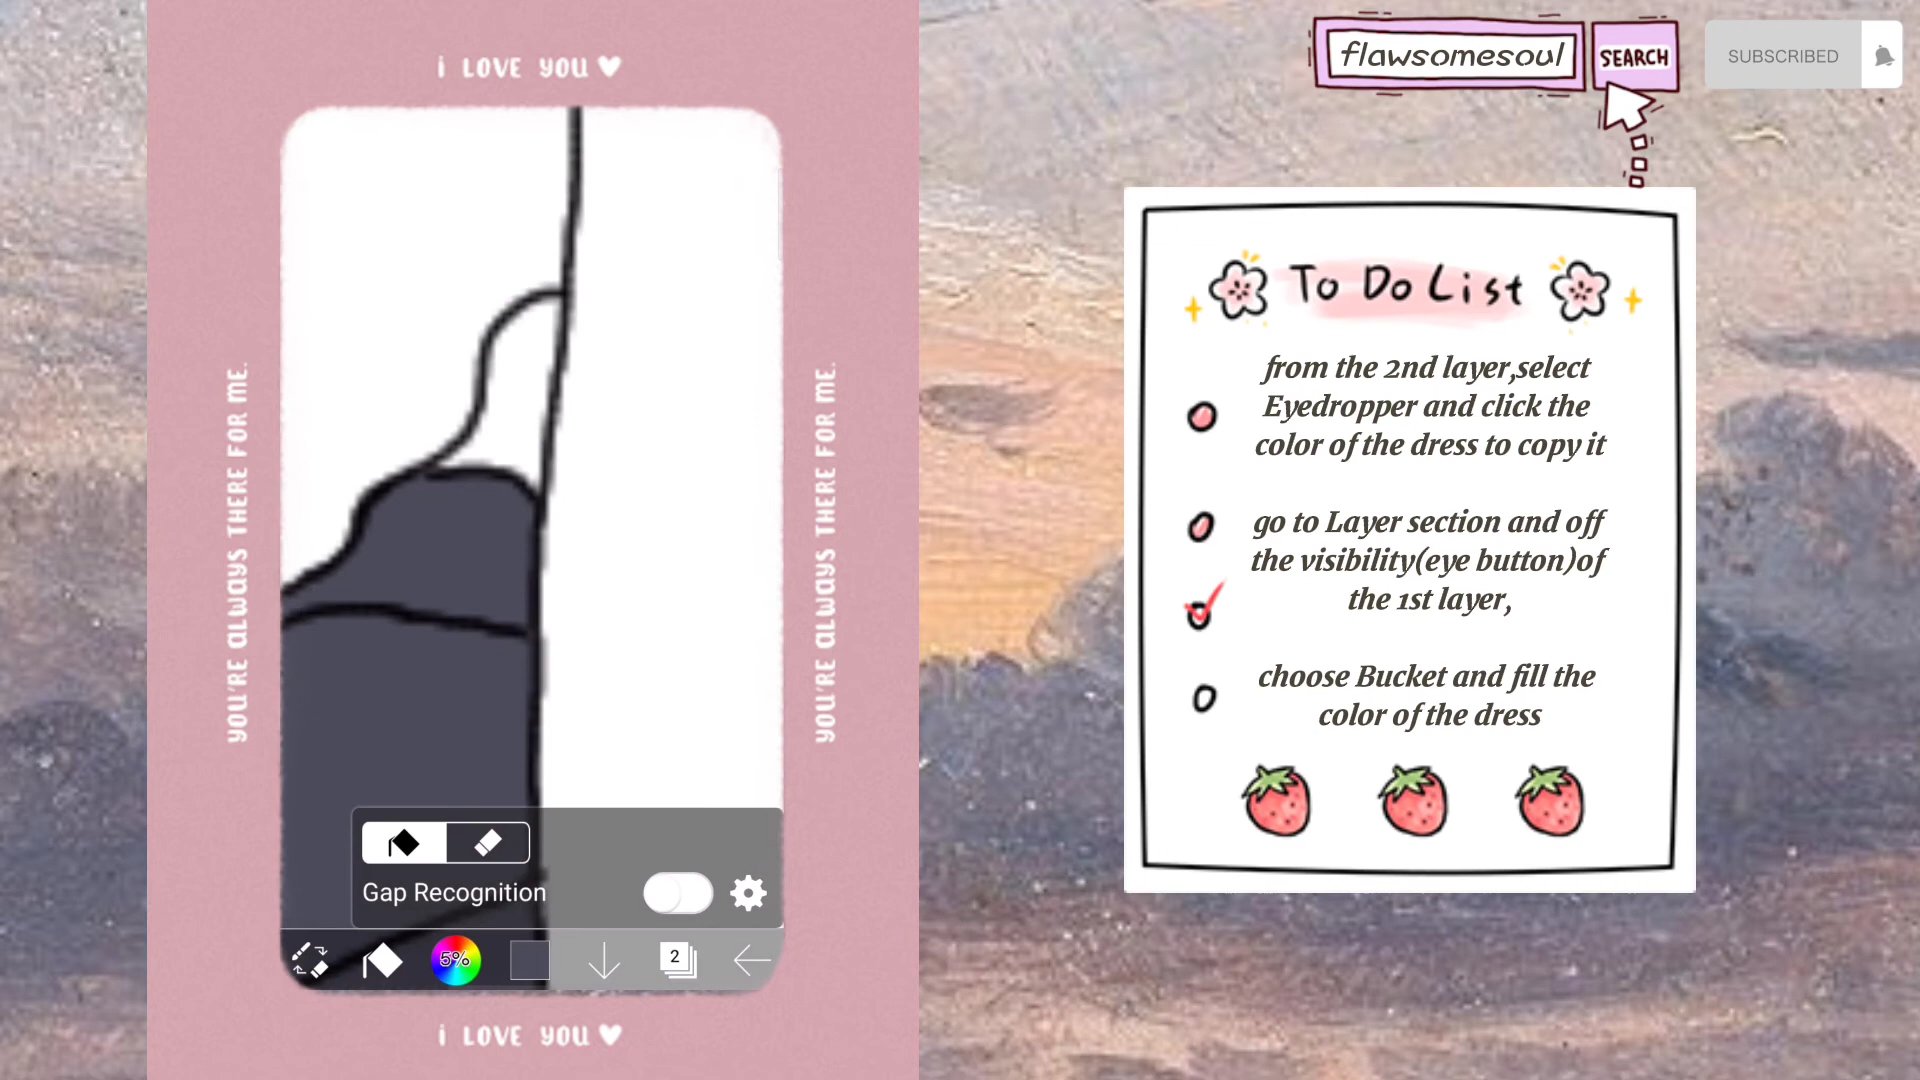 i LOVE YOU
YOU'RE ALWAYS THERE FOR ME.
YOU'RE ALWAYS THERE FOR ME.
Gap Recognition
5%
2
i LOVE YOU
flawsomesoul
SEARCH
SUBSCRIBED
To Do List
from the 2nd layer,select
Eyedropper and click the
color of the dress to copy it
go to Layer section and off
the visibility(eye button)of
the 1st layer,
choose Bucket and fill the
color of the dress